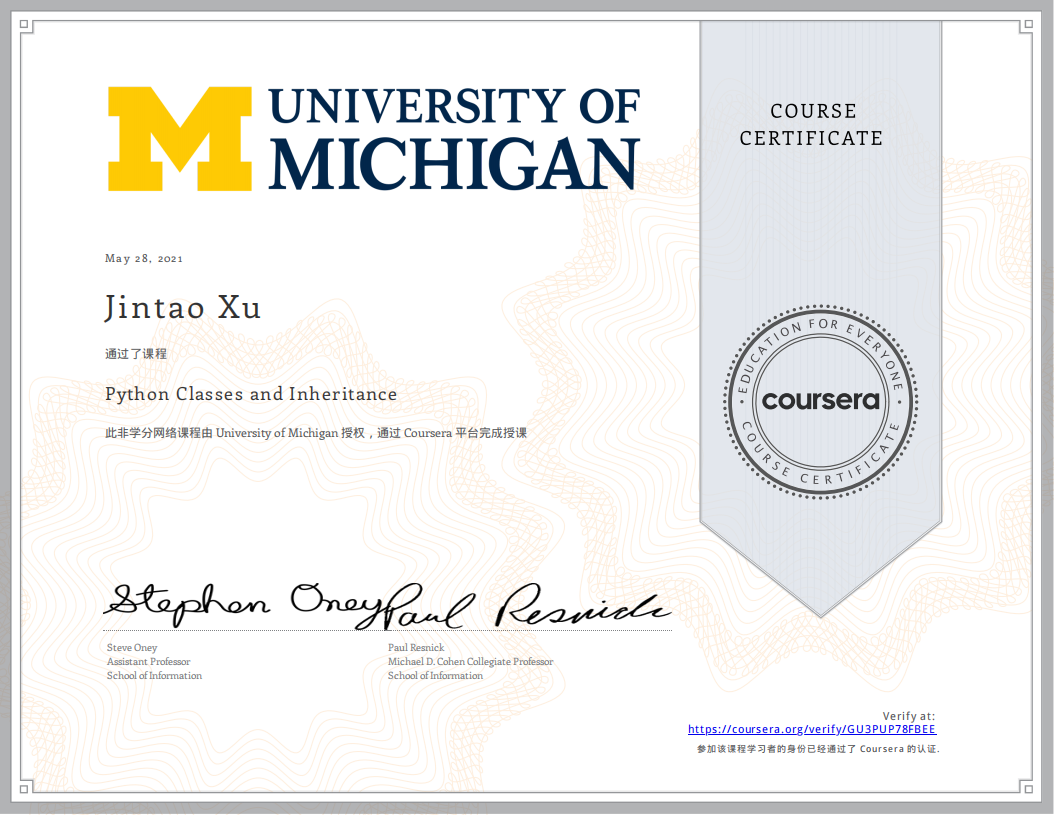 UNIVERSITY OF
MICHIGAN
COURSE
CERTIFICATE
May 28, 2021
Jintao Xu
通过了课程
Python Classes and Inheritance
此非学分网络课程由 University of Michigan 授权，通过 Coursera 平台完成授课
EDUCATION FOR EVERYONE
coursera
COURSE CERTIFICATE
Stephen Oney
Paul Resnick
Steve Oney
Assistant Professor
School of Information
Paul Resnick
Michael D. Cohen Collegiate Professor
School of Information
Verify at:
https://coursera.org/verify/GU3PUP78FBEE
参加该课程学习者的身份已经通过了 Coursera 的认证.